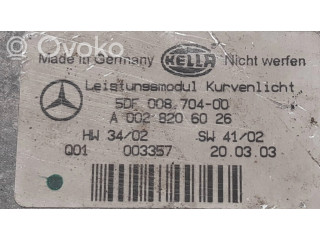 Ovoko
Made in Germany HELLA Nicht werfen
Leistungsmodul Kurvenlicht
5DF 008 704-00
A 002 820 60 26
HW 34/02 SW 41/02
Q01 003357 20.03.03